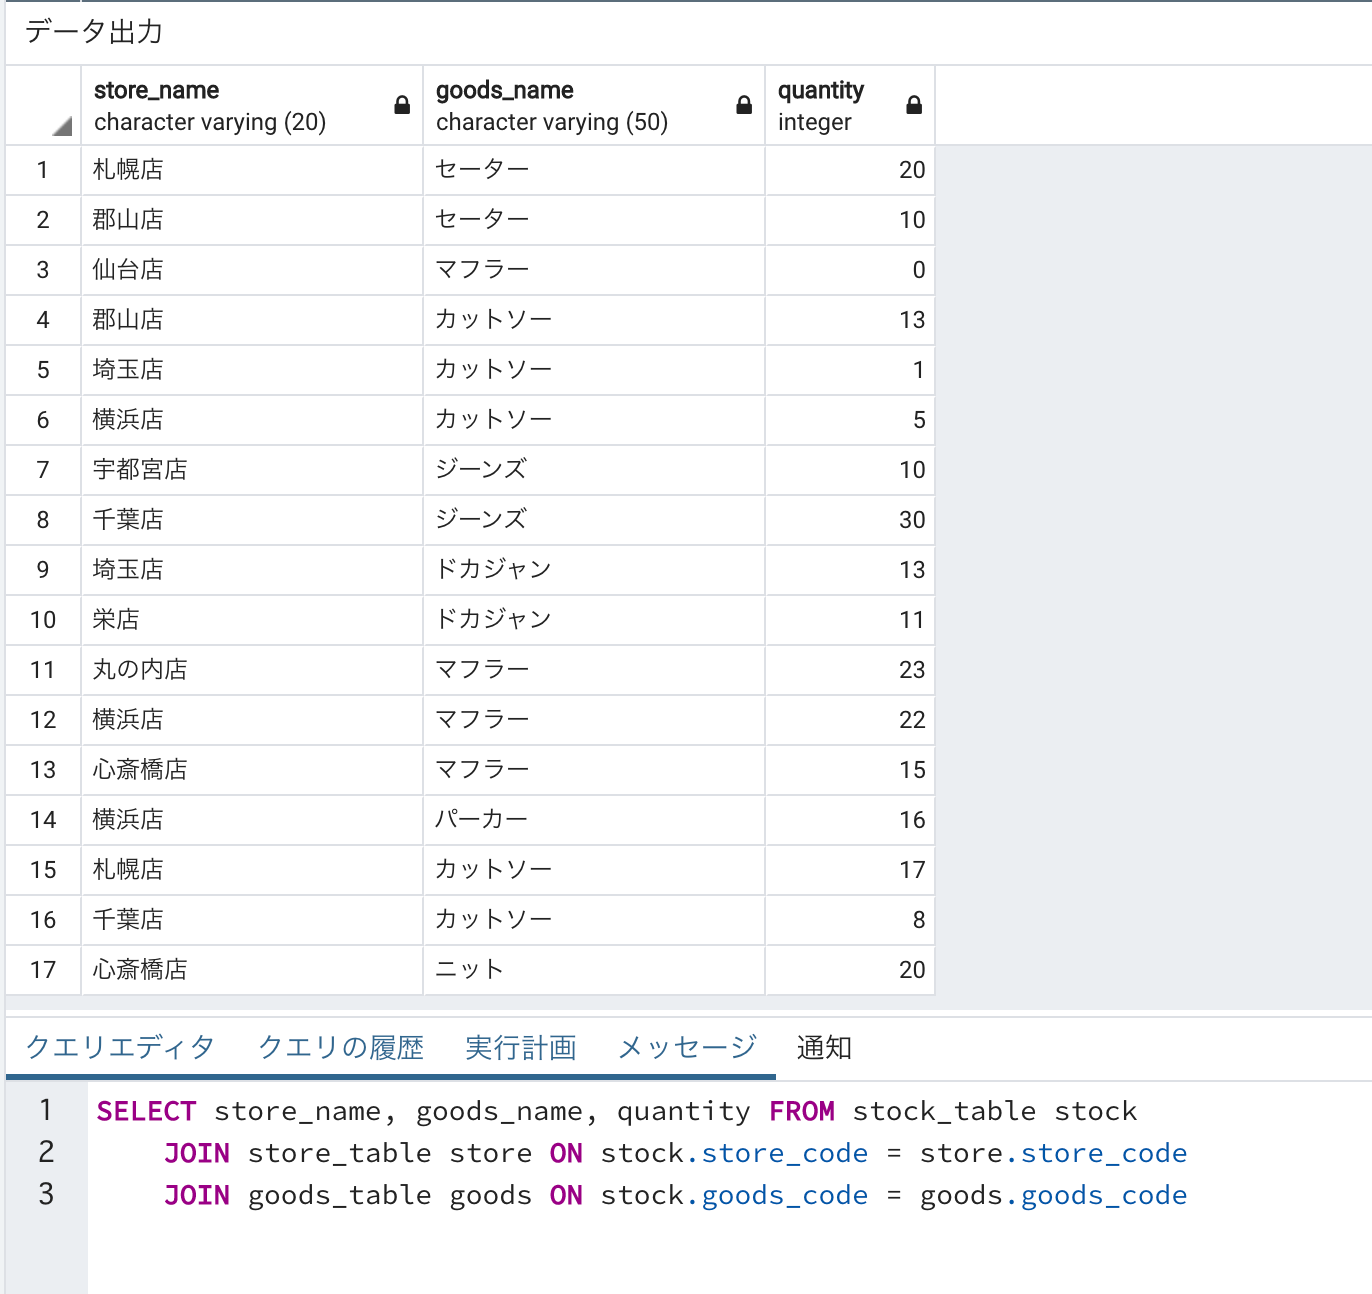 データ出力
store_name goods_name quantity
character varying (20) character varying (50) integer
1 札幌店 セーター 20
2 郡山店 セーター 10
3 仙台店 マフラー 0
4 郡山店 カットソー 13
5 埼玉店 カットソー 1
6 横浜店 カットソー 5
7 宇都宮店 ジーンズ 10
8 千葉店 ジーンズ 30
9 埼玉店 ドカジャン 13
10 栄店 ドカジャン 11
11 丸の内店 マフラー 23
12 横浜店 マフラー 22
13 心斎橋店 マフラー 15
14 横浜店 パーカー 16
15 札幌店 カットソー 17
16 千葉店 カットソー 8
17 心斎橋店 ニット 20
クエリエディタ クエリの履歴 実行計画 メッセージ 通知
1 SELECT store_name, goods_name, quantity FROM stock_table stock
2 JOIN store_table store ON stock.store_code = store.store_code
3 JOIN goods_table goods ON stock.goods_code = goods.goods_code